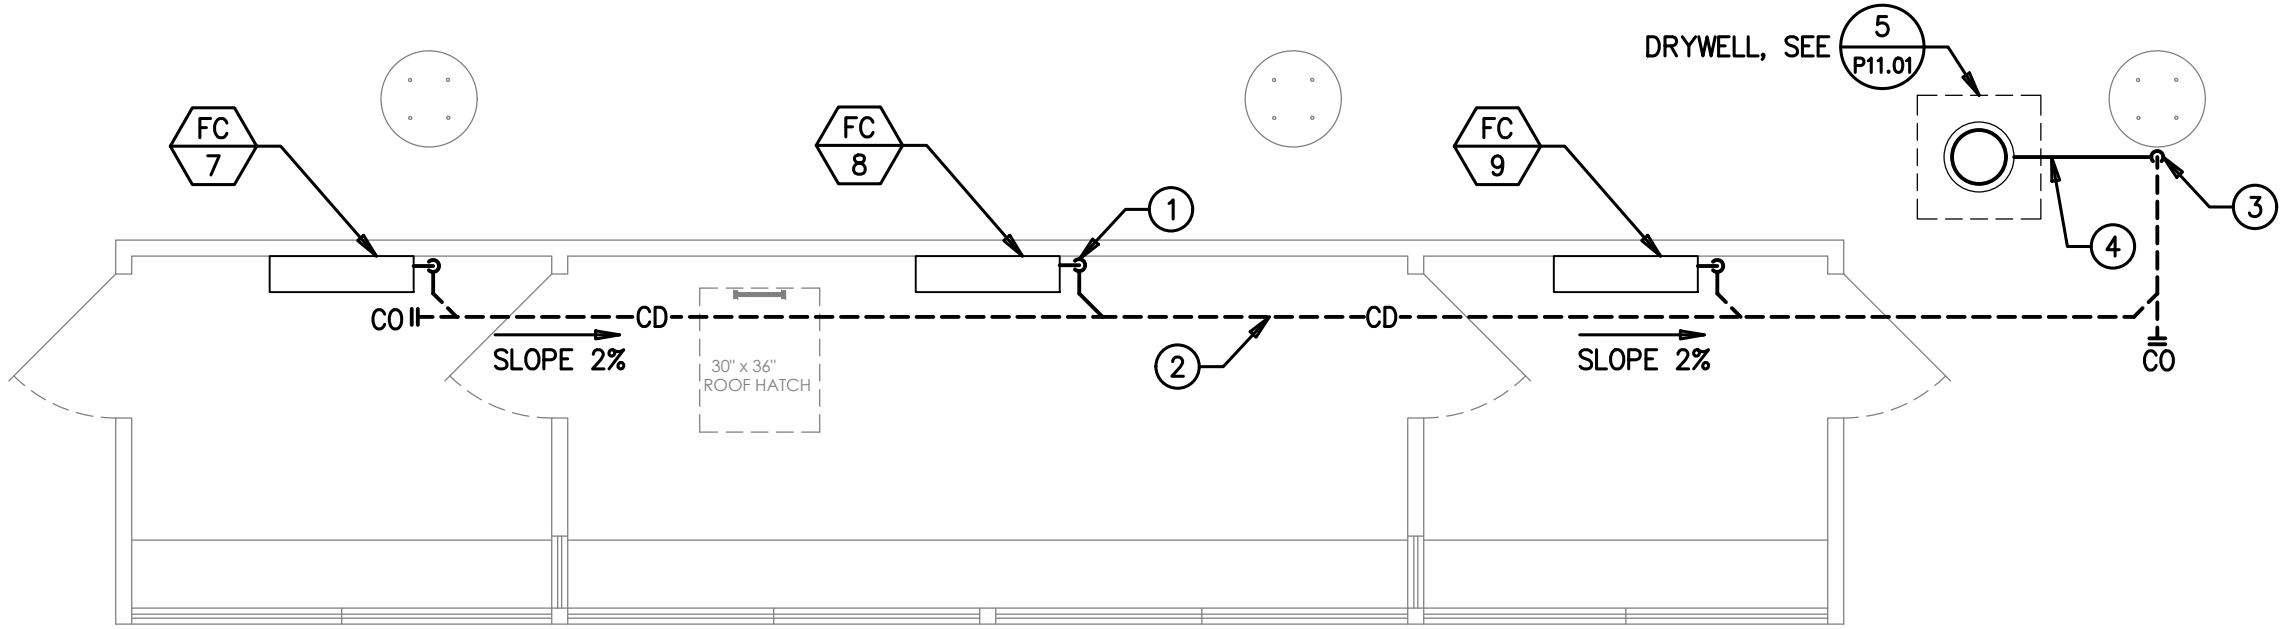 DRYWELL, SEE
5
P11.01
FC
7
FC
8
FC
9
1
3
4
CO
CD
CD
SLOPE 2%
2
SLOPE 2%
CO
30" x 36"
ROOF HATCH